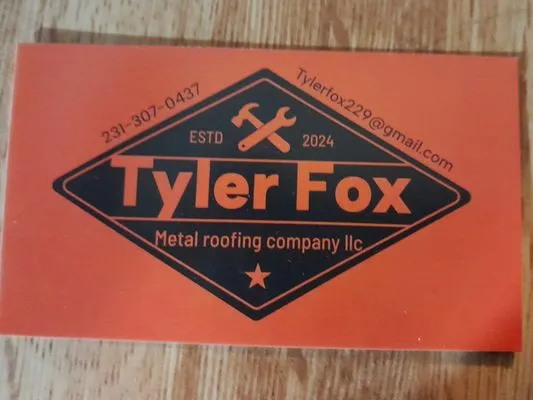 231-307-0437
Tylerfox229@gmail.com
ESTD 2024
Tyler Fox
Metal roofing company llc